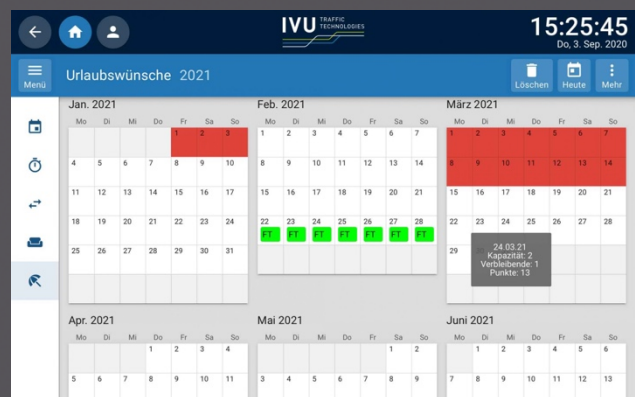 IVU TRAFFIC TECHNOLOGIES
15:25:45
Do, 3. Sep. 2020
Menü
Urlaubswünsche 2021
Löschen
Heute
Mehr
Jan. 2021
Mo Di Mi Do Fr Sa So
1 2 3
4 5 6 7 8 9 10
11 12 13 14 15 16 17
18 19 20 21 22 23 24
25 26 27 28 29 30 31
Feb. 2021
Mo Di Mi Do Fr Sa So
1 2 3 4 5 6 7
8 9 10 11 12 13 14
15 16 17 18 19 20 21
22 23 24 25 26 27 28
FT FT FT FT FT FT FT
März 2021
Mo Di Mi Do Fr Sa So
1 2 3 4 5 6 7
8 9 10 11 12 13 14
15 16 17 18 19 20 21
22 23 24 25 26 27 28
29
24.03.21
Kapazität: 2
Verbleibende: 1
Punkte: 13
Apr. 2021
Mo Di Mi Do Fr Sa So
1 2 3 4
5 6 7 8 9 10 11
Mai 2021
Mo Di Mi Do Fr Sa So
1 2
3 4 5 6 7 8 9
Juni 2021
Mo Di Mi Do Fr Sa So
1 2 3 4 5 6
7 8 9 10 11 12 13